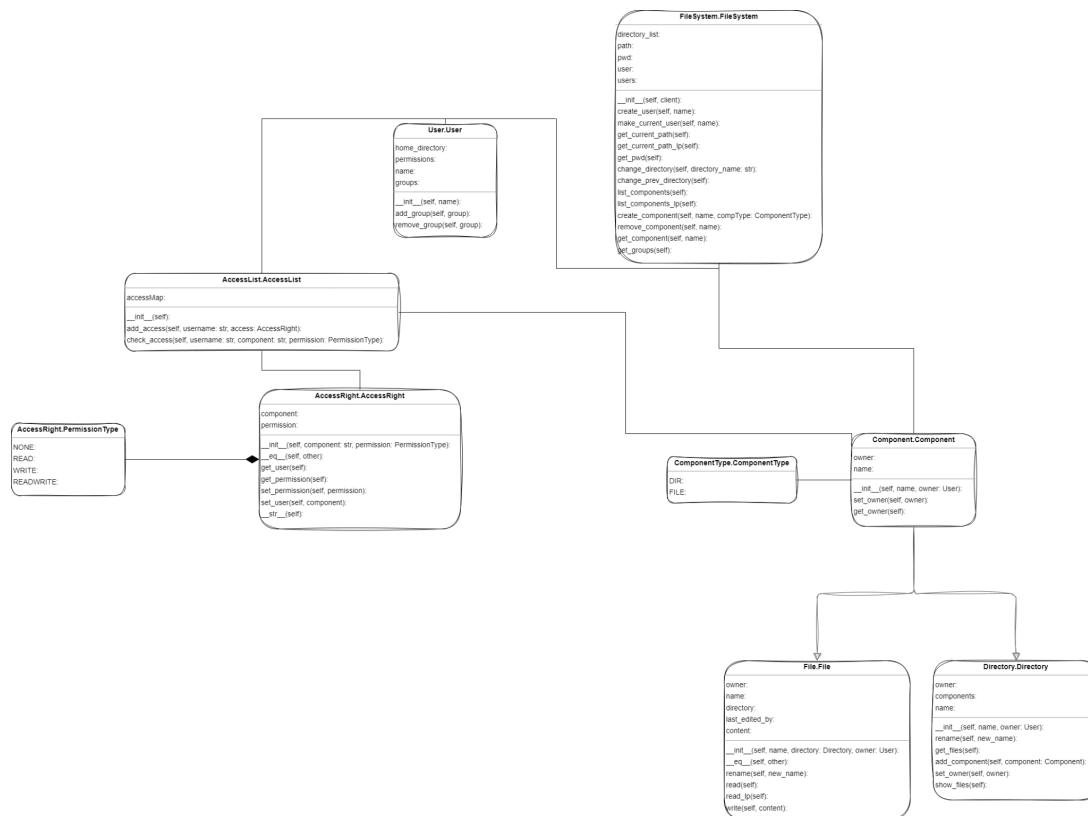 FileSystem.FileSystem
directory_list:
path:
pwd:
user:
users:
__init__(self, client):
create_user(self, name):
make_current_user(self, name):
get_current_path(self):
get_current_path_lp(self):
get_pwd(self):
change_directory(self, directory_name: str):
change_prev_directory(self):
list_components(self):
list_components_lp(self):
create_component(self, name, compType: ComponentType):
remove_component(self, name):
get_component(self, name):
get_groups(self):
User.User
home_directory:
permissions:
name:
groups:
__init__(self, name):
add_group(self, group):
remove_group(self, group):
AccessList.AccessList
accessMap:
__init__(self):
add_access(self, username: str, access: AccessRight):
check_access(self, username: str, component: str, permission: PermissionType):
AccessRight.AccessRight
component:
permission:
__init__(self, component: str, permission: PermissionType):
__eq__(self, other):
get_user(self):
get_permission(self):
set_permission(self, permission):
set_user(self, component):
__str__(self):
AccessRight.PermissionType
NONE:
READ:
WRITE:
READWRITE:
ComponentType.ComponentType
DIR:
FILE:
Component.Component
owner:
name:
__init__(self, name, owner: User):
set_owner(self, owner):
get_owner(self):
File.File
owner:
name:
directory:
last_edited_by:
content:
__init__(self, name, directory: Directory, owner: User):
__eq__(self, other):
rename(self, new_name):
read(self):
read_lp(self):
write(self, content):
Directory.Directory
owner:
components:
name:
__init__(self, name, owner: User):
rename(self, new_name):
get_files(self):
add_component(self, component: Component):
set_owner(self, owner):
show_files(self):